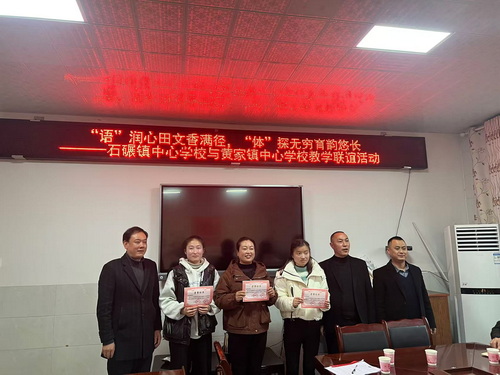 “语”润心田文香满径，“体”探无穷育韵悠长
——石碾镇中心学校与黄家镇中心学校教学联谊活动